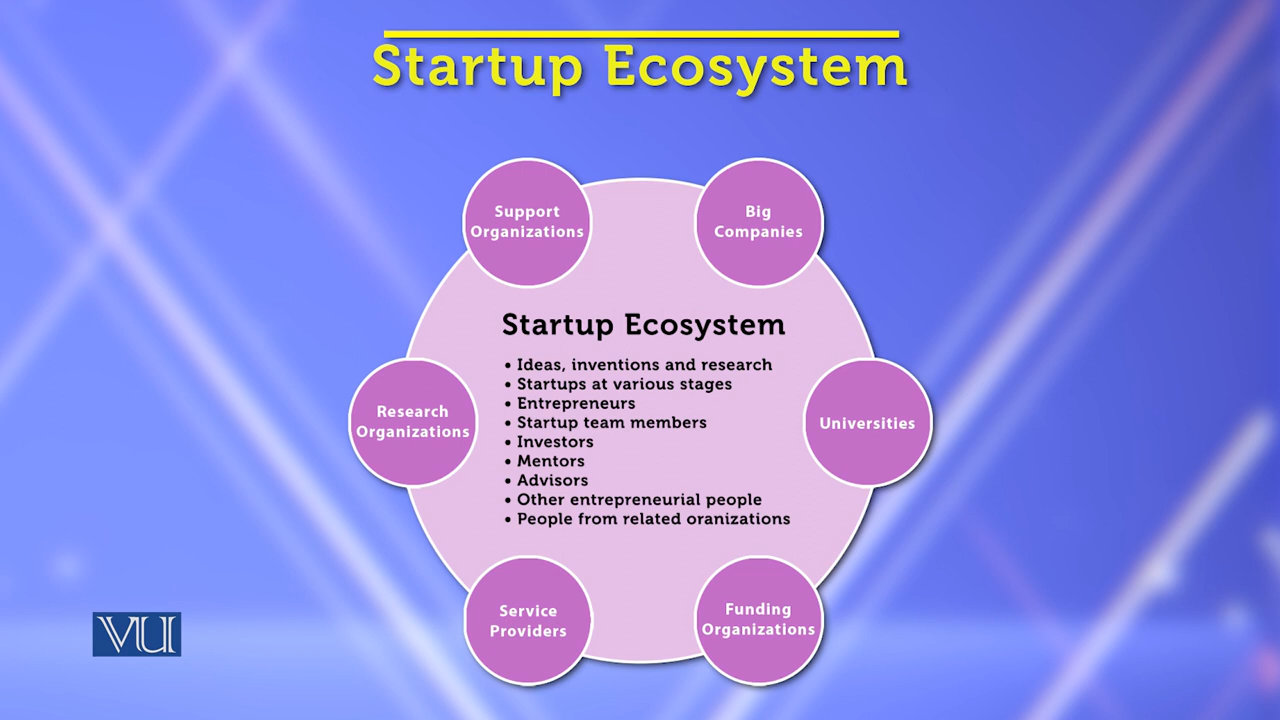 Startup Ecosystem
Support
Organizations
Big
Companies
Research
Organizations
Startup Ecosystem
• Ideas, inventions and research
• Startups at various stages
• Entrepreneurs
• Startup team members
• Investors
• Mentors
• Advisors
• Other entrepreneurial people
• People from related oranizations
Universities
Service
Providers
Funding
Organizations
VU